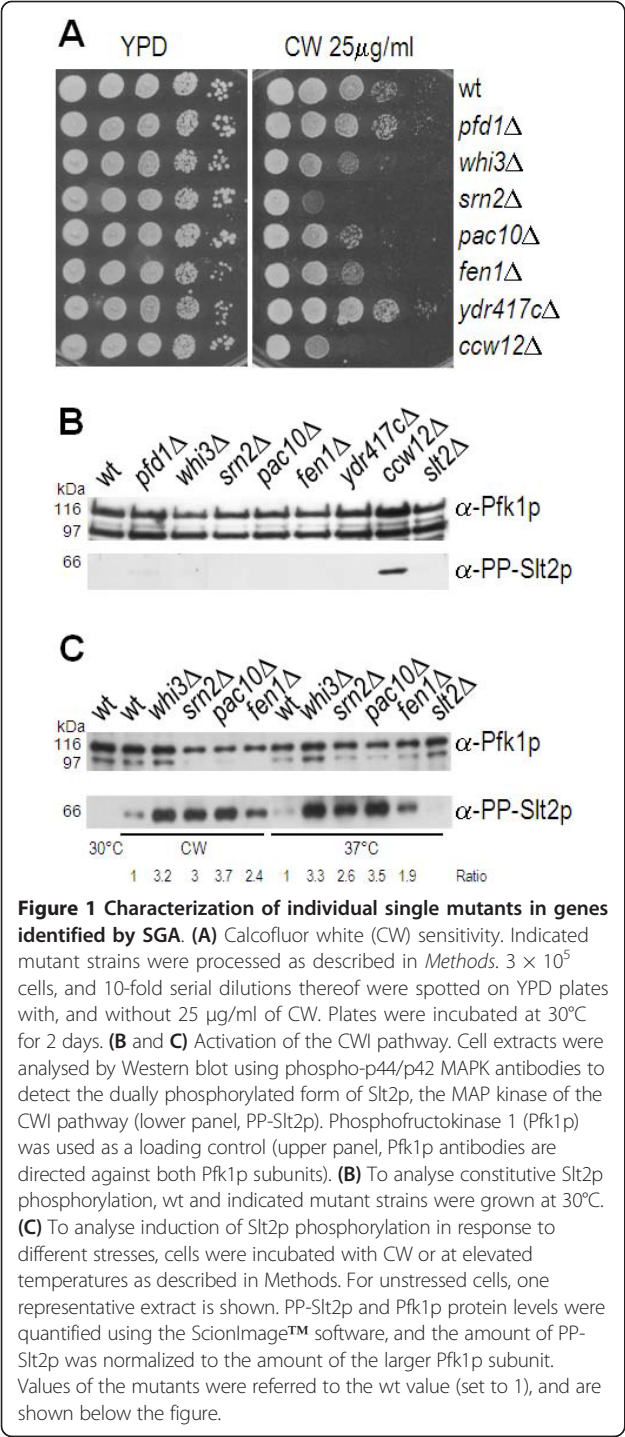 A
YPD
CW 25µg/ml
wt
pfd1Δ
whi3Δ
srn2Δ
pac10Δ
fen1Δ
ydr417cΔ
ccw12Δ
B
wt pfd1Δ whi3Δ srn2Δ pac10Δ fen1Δ ydr417cΔ ccw12Δ slt2Δ
kDa
116
97
α-Pfk1p
66
α-PP-Slt2p
C
wt wt whi3Δ srn2Δ pac10Δ fen1Δ wt whi3Δ srn2Δ pac10Δ fen1Δ slt2Δ
kDa
116
97
α-Pfk1p
66
α-PP-Slt2p
30°C CW 37°C
1 3.2 3 3.7 2.4 1 3.3 2.6 3.5 1.9 Ratio
Figure 1 Characterization of individual single mutants in genes
identified by SGA. (A) Calcofluor white (CW) sensitivity. Indicated
mutant strains were processed as described in Methods. 3 × 10⁵
cells, and 10-fold serial dilutions thereof were spotted on YPD plates
with, and without 25 µg/ml of CW. Plates were incubated at 30°C
for 2 days. (B and C) Activation of the CWI pathway. Cell extracts were
analysed by Western blot using phospho-p44/p42 MAPK antibodies to
detect the dually phosphorylated form of Slt2p, the MAP kinase of the
CWI pathway (lower panel, PP-Slt2p). Phosphofructokinase 1 (Pfk1p)
was used as a loading control (upper panel, Pfk1p antibodies are
directed against both Pfk1p subunits). (B) To analyse constitutive Slt2p
phosphorylation, wt and indicated mutant strains were grown at 30°C.
(C) To analyse induction of Slt2p phosphorylation in response to
different stresses, cells were incubated with CW or at elevated
temperatures as described in Methods. For unstressed cells, one
representative extract is shown. PP-Slt2p and Pfk1p protein levels were
quantified using the ScionImage™ software, and the amount of PP-
Slt2p was normalized to the amount of the larger Pfk1p subunit.
Values of the mutants were referred to the wt value (set to 1), and are
shown below the figure.